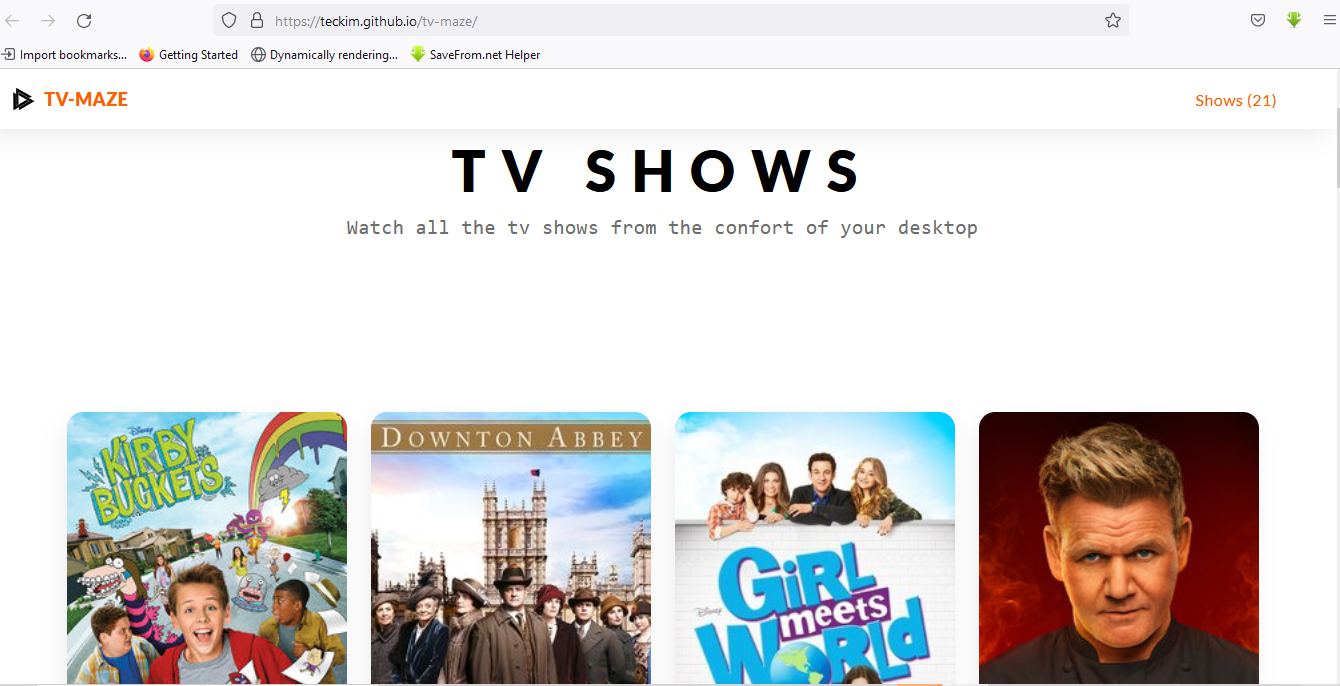 https://teckim.github.io/tv-maze/
Import bookmarks... Getting Started Dynamically rendering... SaveFrom.net Helper
TV-MAZE Shows (21)
TV SHOWS
Watch all the tv shows from the confort of your desktop
Disney
KIRBY
BUCKETS
DOWNTON ABBEY
Disney
GIRL
meets
WORLD